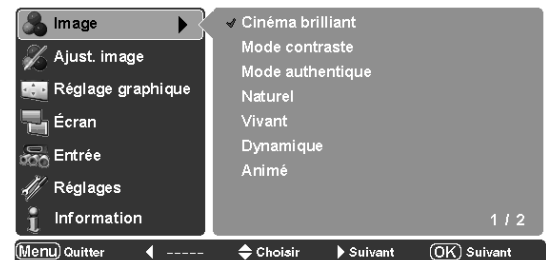 Image
Ajust. image
Réglage graphique
Écran
Entrée
Réglages
Information
Cinéma brilliant
Mode contraste
Mode authentique
Naturel
Vivant
Dynamique
Animé
1 / 2
Menu Quitter ----- Choisir Suivant OK Suivant